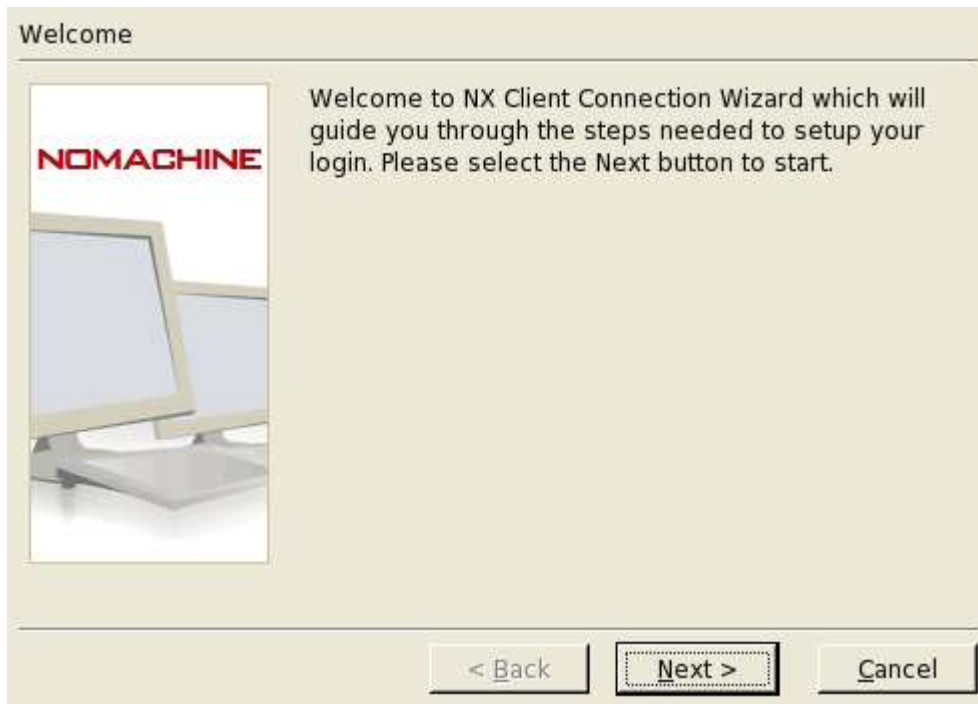 Welcome
NOMACHINE
Welcome to NX Client Connection Wizard which will
guide you through the steps needed to setup your
login. Please select the Next button to start.
< Back
Next >
Cancel